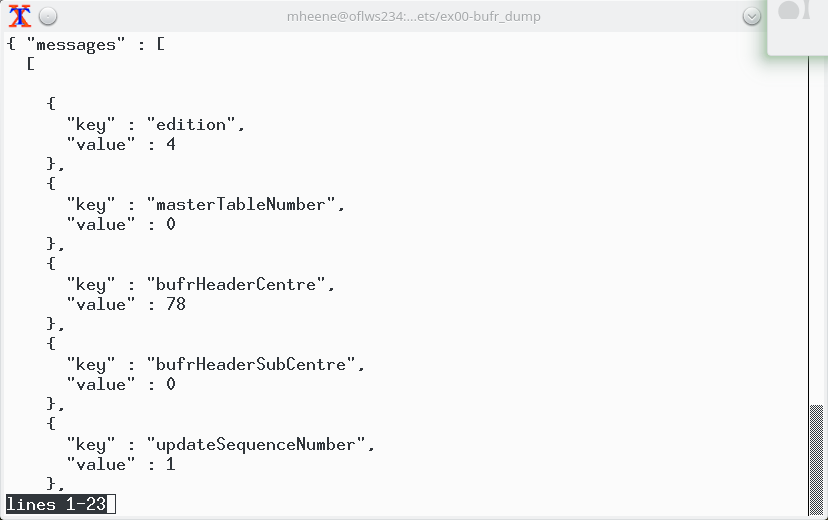 mheene@oflws234:...ets/ex00-bufr_dump
{ "messages" : [
  [

    {
      "key" : "edition",
      "value" : 4
    },
    {
      "key" : "masterTableNumber",
      "value" : 0
    },
    {
      "key" : "bufrHeaderCentre",
      "value" : 78
    },
    {
      "key" : "bufrHeaderSubCentre",
      "value" : 0
    },
    {
      "key" : "updateSequenceNumber",
      "value" : 1
    },
lines 1-23